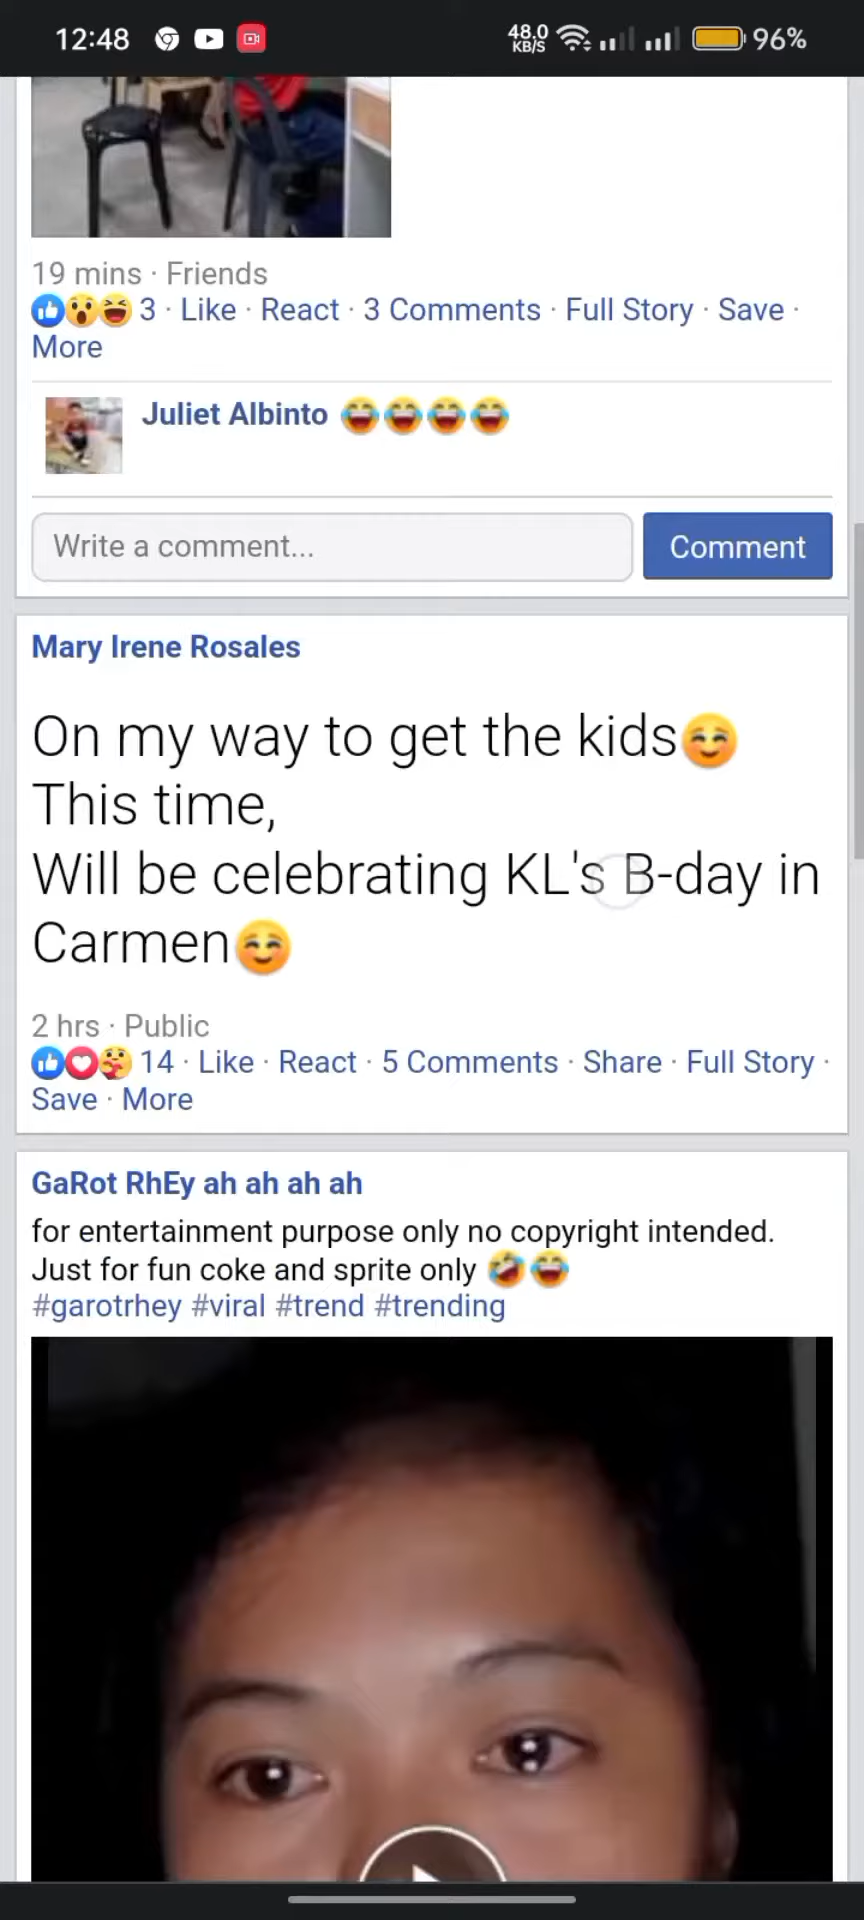 12:48 48.0 KB/S 96%
19 mins · Friends
3 · Like · React · 3 Comments · Full Story · Save ·
More
Juliet Albinto 😂😂😂😂
Write a comment... Comment
Mary Irene Rosales
On my way to get the kids😊
This time,
Will be celebrating KL's B-day in
Carmen😊
2 hrs · Public
14 · Like · React · 5 Comments · Share · Full Story ·
Save · More
GaRot RhEy ah ah ah ah
for entertainment purpose only no copyright intended.
Just for fun coke and sprite only 🤣😂
#garotrhey #viral #trend #trending